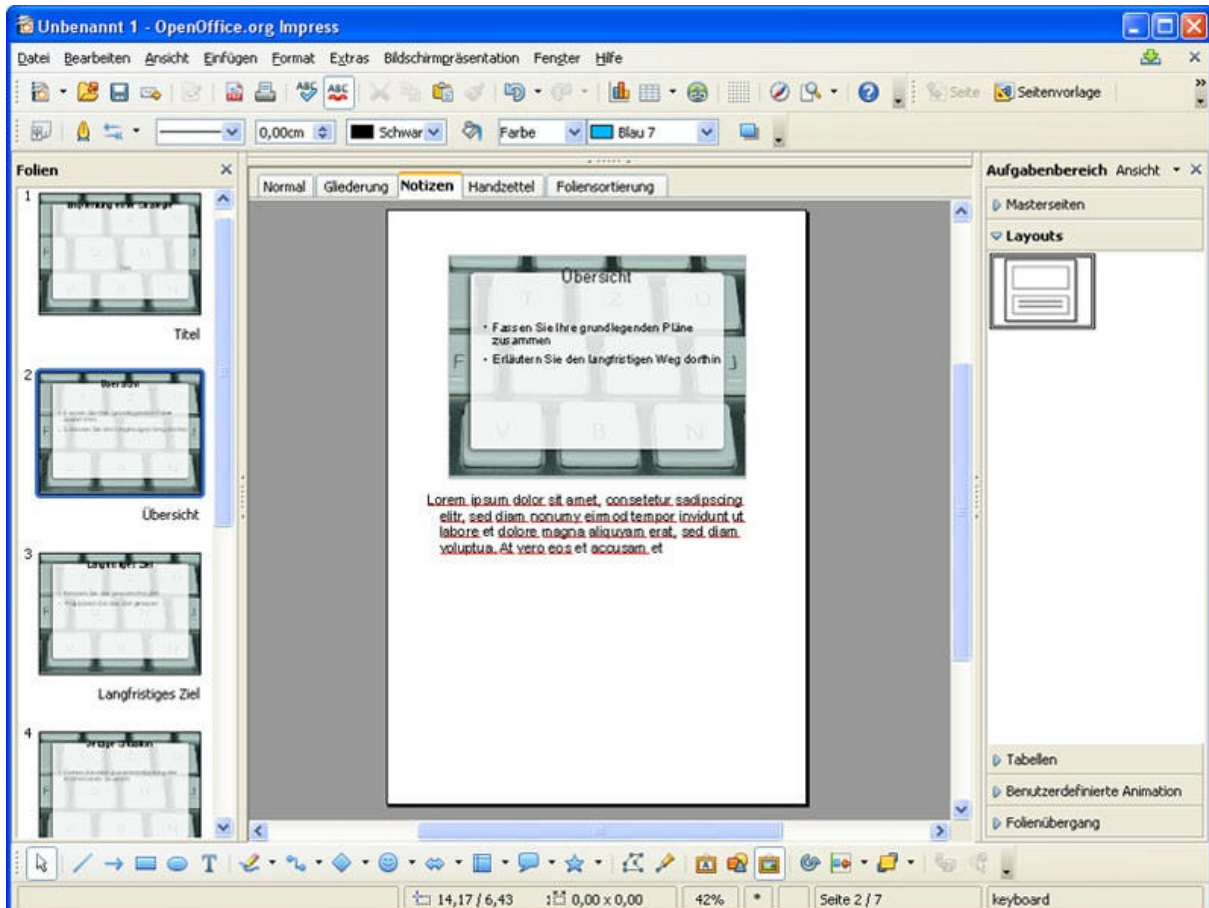 Unbenannt 1 - OpenOffice.org Impress
Datei Bearbeiten Ansicht Einfügen Format Extras Bildschirmpräsentation Fenster Hilfe
ABC ABC Seite Seitenvorlage
0,00cm Schwar Farbe Blau 7
Folien
Normal Gliederung Notizen Handzettel Foliensortierung
Aufgabenbereich Ansicht
Masterseiten
Layouts
1
Titel
2
Übersicht
Übersicht
3
Langfristiges Ziel
Langfristiges Ziel
4
Übersicht
T Z U
• Fassen Sie Ihre grundlegenden Pläne
zusammen
• Erläutern Sie den langfristigen Weg dorthin
F J
V B N
Lorem ipsum dolor sit amet, consetetur sadipscing
elitr, sed diam nonumy eirmod tempor invidunt ut
labore et dolore magna aliquyam erat, sed diam
voluptua. At vero eos et accusam et
Tabellen
Benutzerdefinierte Animation
Folienübergang
14,17 / 6,43 0,00 x 0,00 42% * Seite 2 / 7 keyboard